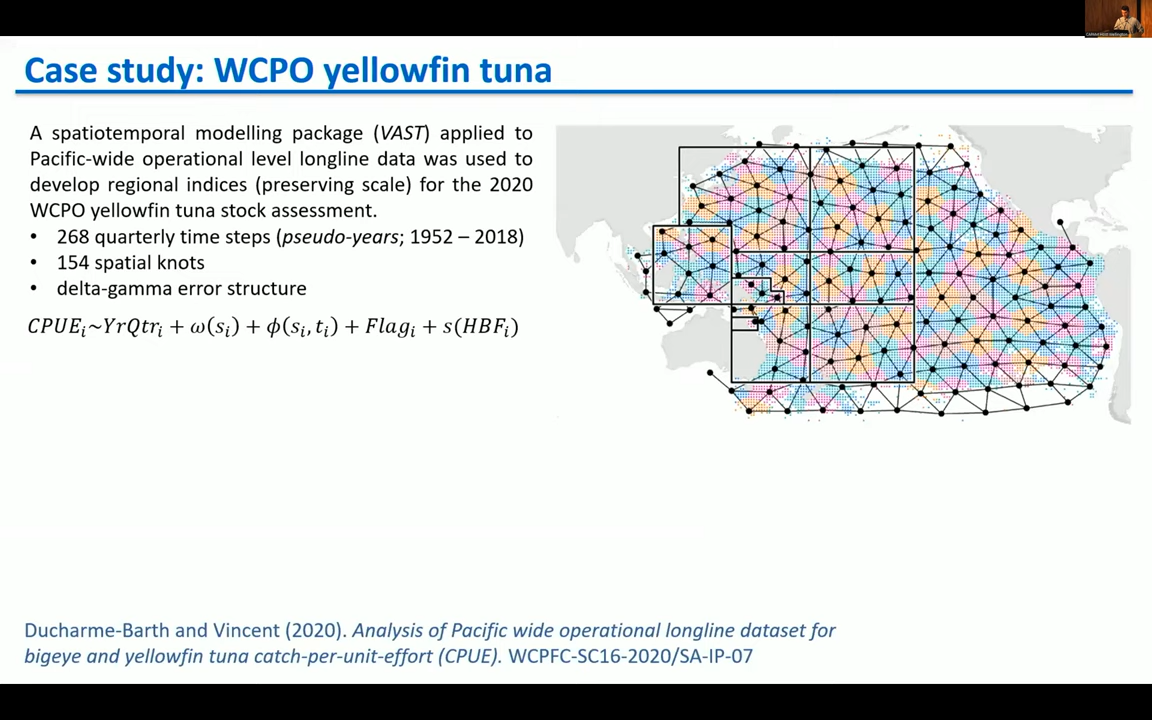 Case study: WCPO yellowfin tuna
A spatiotemporal modelling package (VAST) applied to
Pacific-wide operational level longline data was used to
develop regional indices (preserving scale) for the 2020
WCPO yellowfin tuna stock assessment.
• 268 quarterly time steps (pseudo-years; 1952 – 2018)
• 154 spatial knots
• delta-gamma error structure
CPUEᵢ~YrQtrᵢ + ω(sᵢ) + ϕ(sᵢ, tᵢ) + Flagᵢ + s(HBFᵢ)
Ducharme-Barth and Vincent (2020). Analysis of Pacific wide operational longline dataset for
bigeye and yellowfin tuna catch-per-unit-effort (CPUE). WCPFC-SC16-2020/SA-IP-07